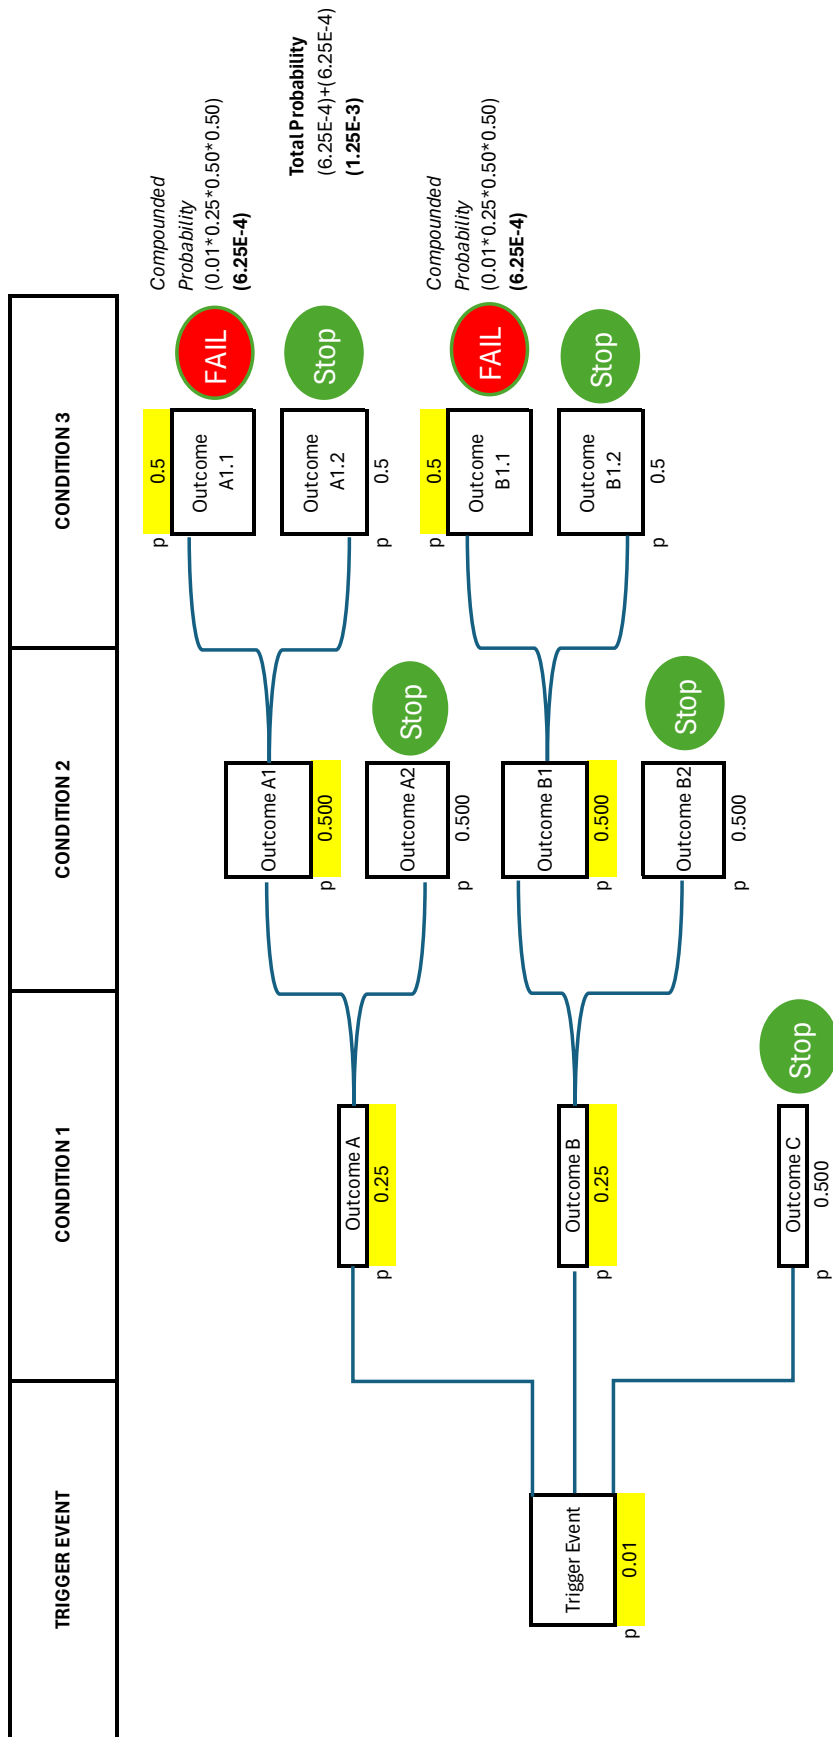 TRIGGER EVENT
CONDITION 1
CONDITION 2
CONDITION 3
Compounded
Probability
(0.01*0.25*0.50*0.50)
(6.25E-4)
p 0.5
Outcome
A1.1
FAIL
Outcome A1
p 0.500
Outcome
A1.2
Stop
p 0.5
Total Probability
(6.25E-4)+(6.25E-4)
(1.25E-3)
Outcome A
p 0.25
Outcome A2
Stop
p 0.500
Compounded
Probability
(0.01*0.25*0.50*0.50)
(6.25E-4)
p 0.5
Outcome
B1.1
FAIL
Outcome B1
p 0.500
Outcome
B1.2
Stop
p 0.5
Trigger Event
p 0.01
Outcome B
p 0.25
Outcome B2
Stop
p 0.500
Outcome C
Stop
p 0.500